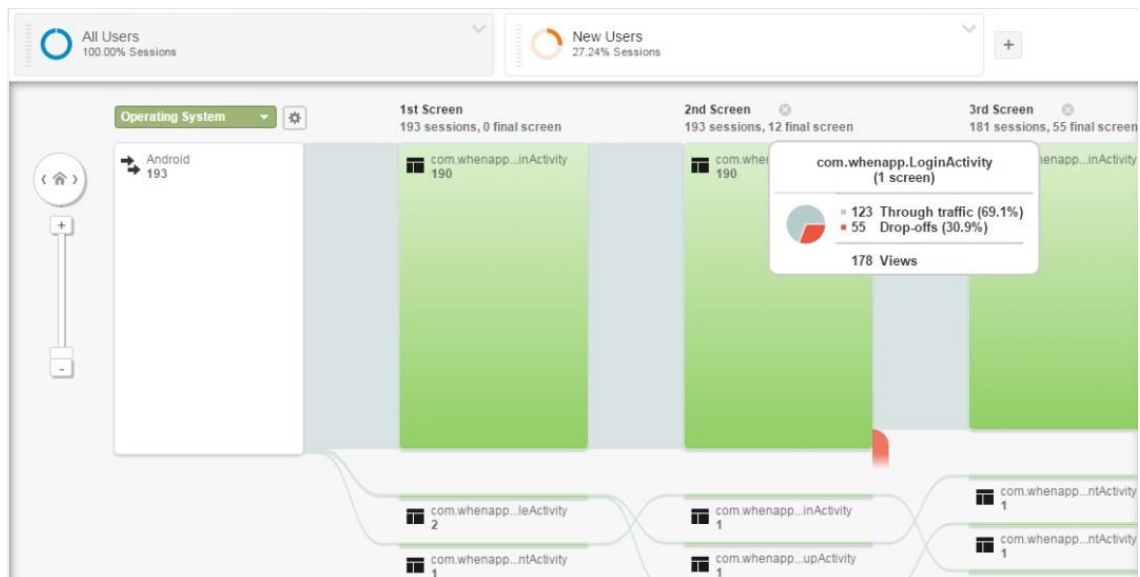 All Users
100.00% Sessions
New Users
27.24% Sessions
+
Operating System
1st Screen
193 sessions, 0 final screen
2nd Screen
193 sessions, 12 final screen
3rd Screen
181 sessions, 55 final screen
Android
193
com.whenapp...inActivity
190
com.when
190
enapp...inActivity
com.whenapp.LoginActivity
(1 screen)
123 Through traffic (69.1%)
55 Drop-offs (30.9%)
178 Views
+
-
com.whenapp...leActivity
2
com.whenapp...ntActivity
1
com.whenapp...inActivity
1
com.whenapp...upActivity
1
com.whenapp...ntActivity
1
com.whenapp...ntActivity
1